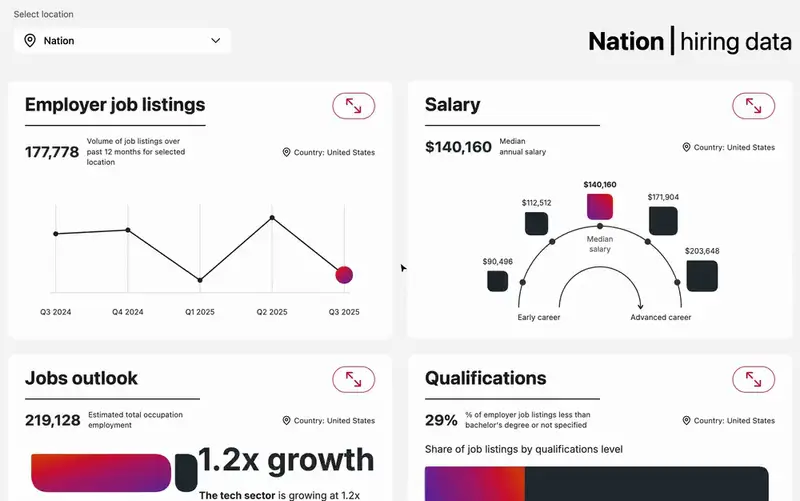 Select location
Nation
Nation | hiring data
Employer job listings
177,778
Volume of job listings over
past 12 months for selected
location
Country: United States
Q3 2024
Q4 2024
Q1 2025
Q2 2025
Q3 2025
Salary
$140,160
Median
annual salary
Country: United States
$140,160
$112,512
$171,904
$90,496
$203,648
Median
salary
Early career
Advanced career
Jobs outlook
219,128
Estimated total occupation
employment
Country: United States
1.2x growth
The tech sector is growing at 1.2x
Qualifications
29%
% of employer job listings less than
bachelor's degree or not specified
Country: United States
Share of job listings by qualifications level